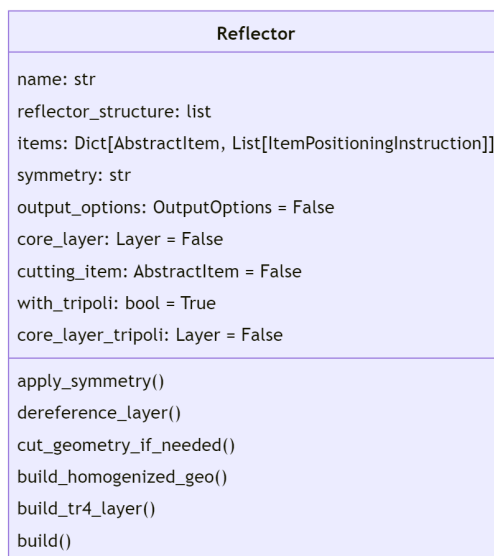 Reflector
name: str
reflector_structure: list
items: Dict[AbstractItem, List[ItemPositioningInstruction]]
symmetry: str
output_options: OutputOptions = False
core_layer: Layer = False
cutting_item: AbstractItem = False
with_tripoli: bool = True
core_layer_tripoli: Layer = False
apply_symmetry()
dereference_layer()
cut_geometry_if_needed()
build_homogenized_geo()
build_tr4_layer()
build()